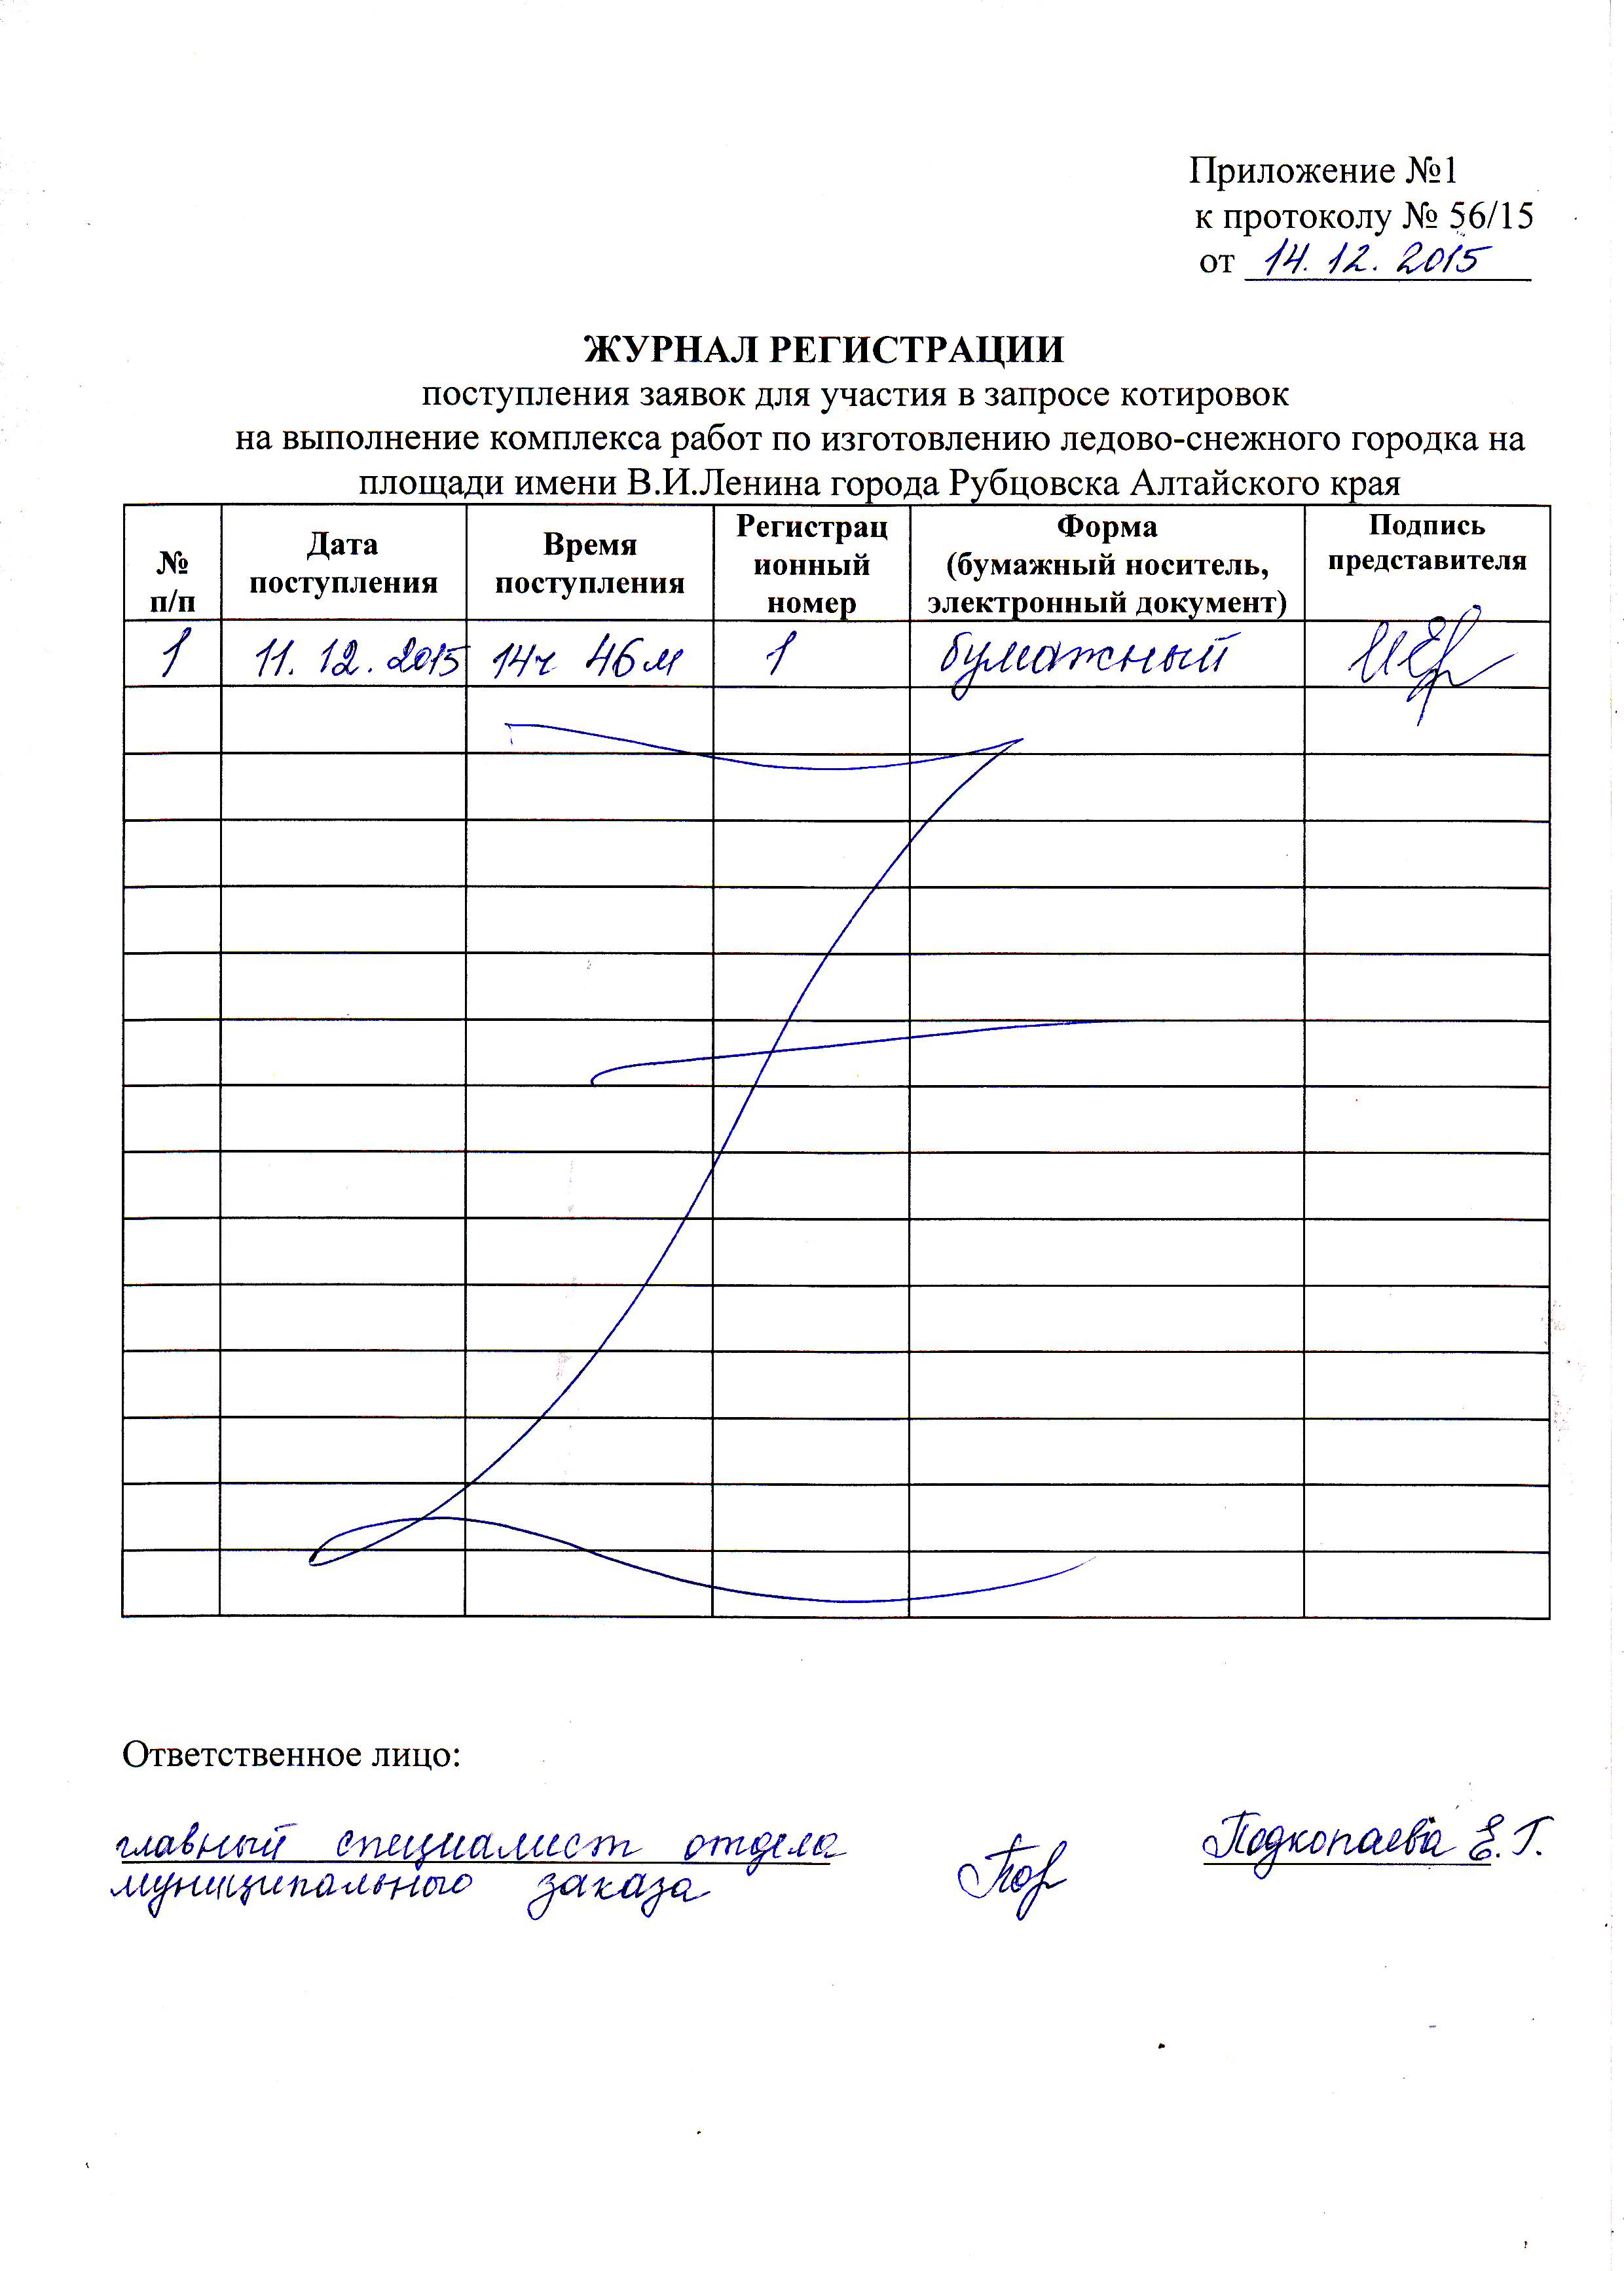 Приложение №1
к протоколу № 56/15
от 14.12.2015
ЖУРНАЛ РЕГИСТРАЦИИ
поступления заявок для участия в запросе котировок
на выполнение комплекса работ по изготовлению ледово-снежного городка на
площади имени В.И.Ленина города Рубцовска Алтайского края
№ п/п
Дата поступления
Время поступления
Регистрац ионный номер
Форма (бумажный носитель, электронный документ)
Подпись представителя
1 11.12.2015 14ч 46м 1 бумажный
Ответственное лицо:
главный специалист отдела Подкопаева Е.Г.
муниципального заказа